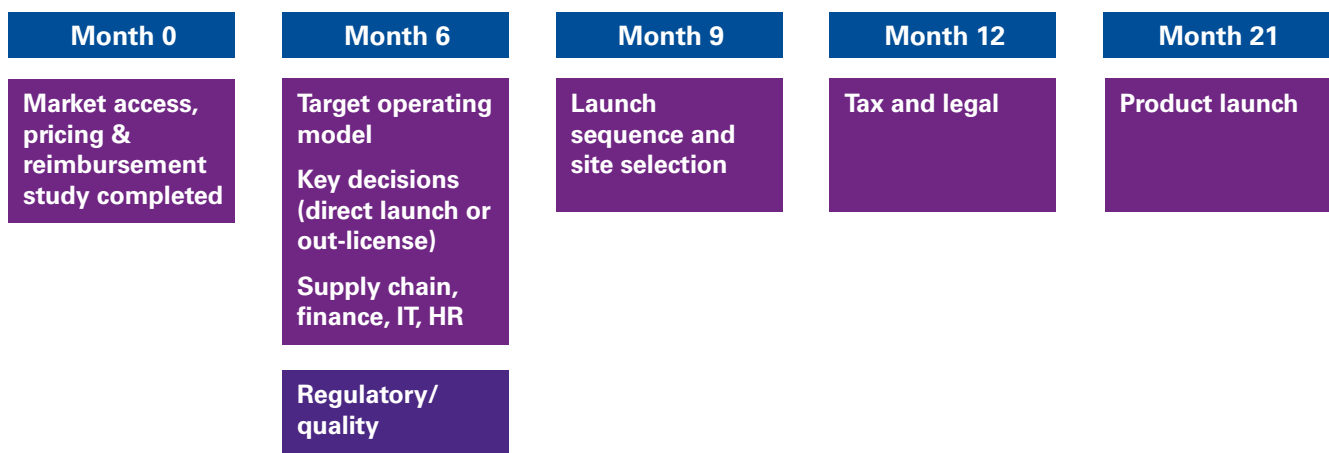 Month 0
Market access,
pricing &
reimbursement
study completed
Month 6
Target operating
model
Key decisions
(direct launch or
out-license)
Supply chain,
finance, IT, HR
Regulatory/
quality
Month 9
Launch
sequence and
site selection
Month 12
Tax and legal
Month 21
Product launch